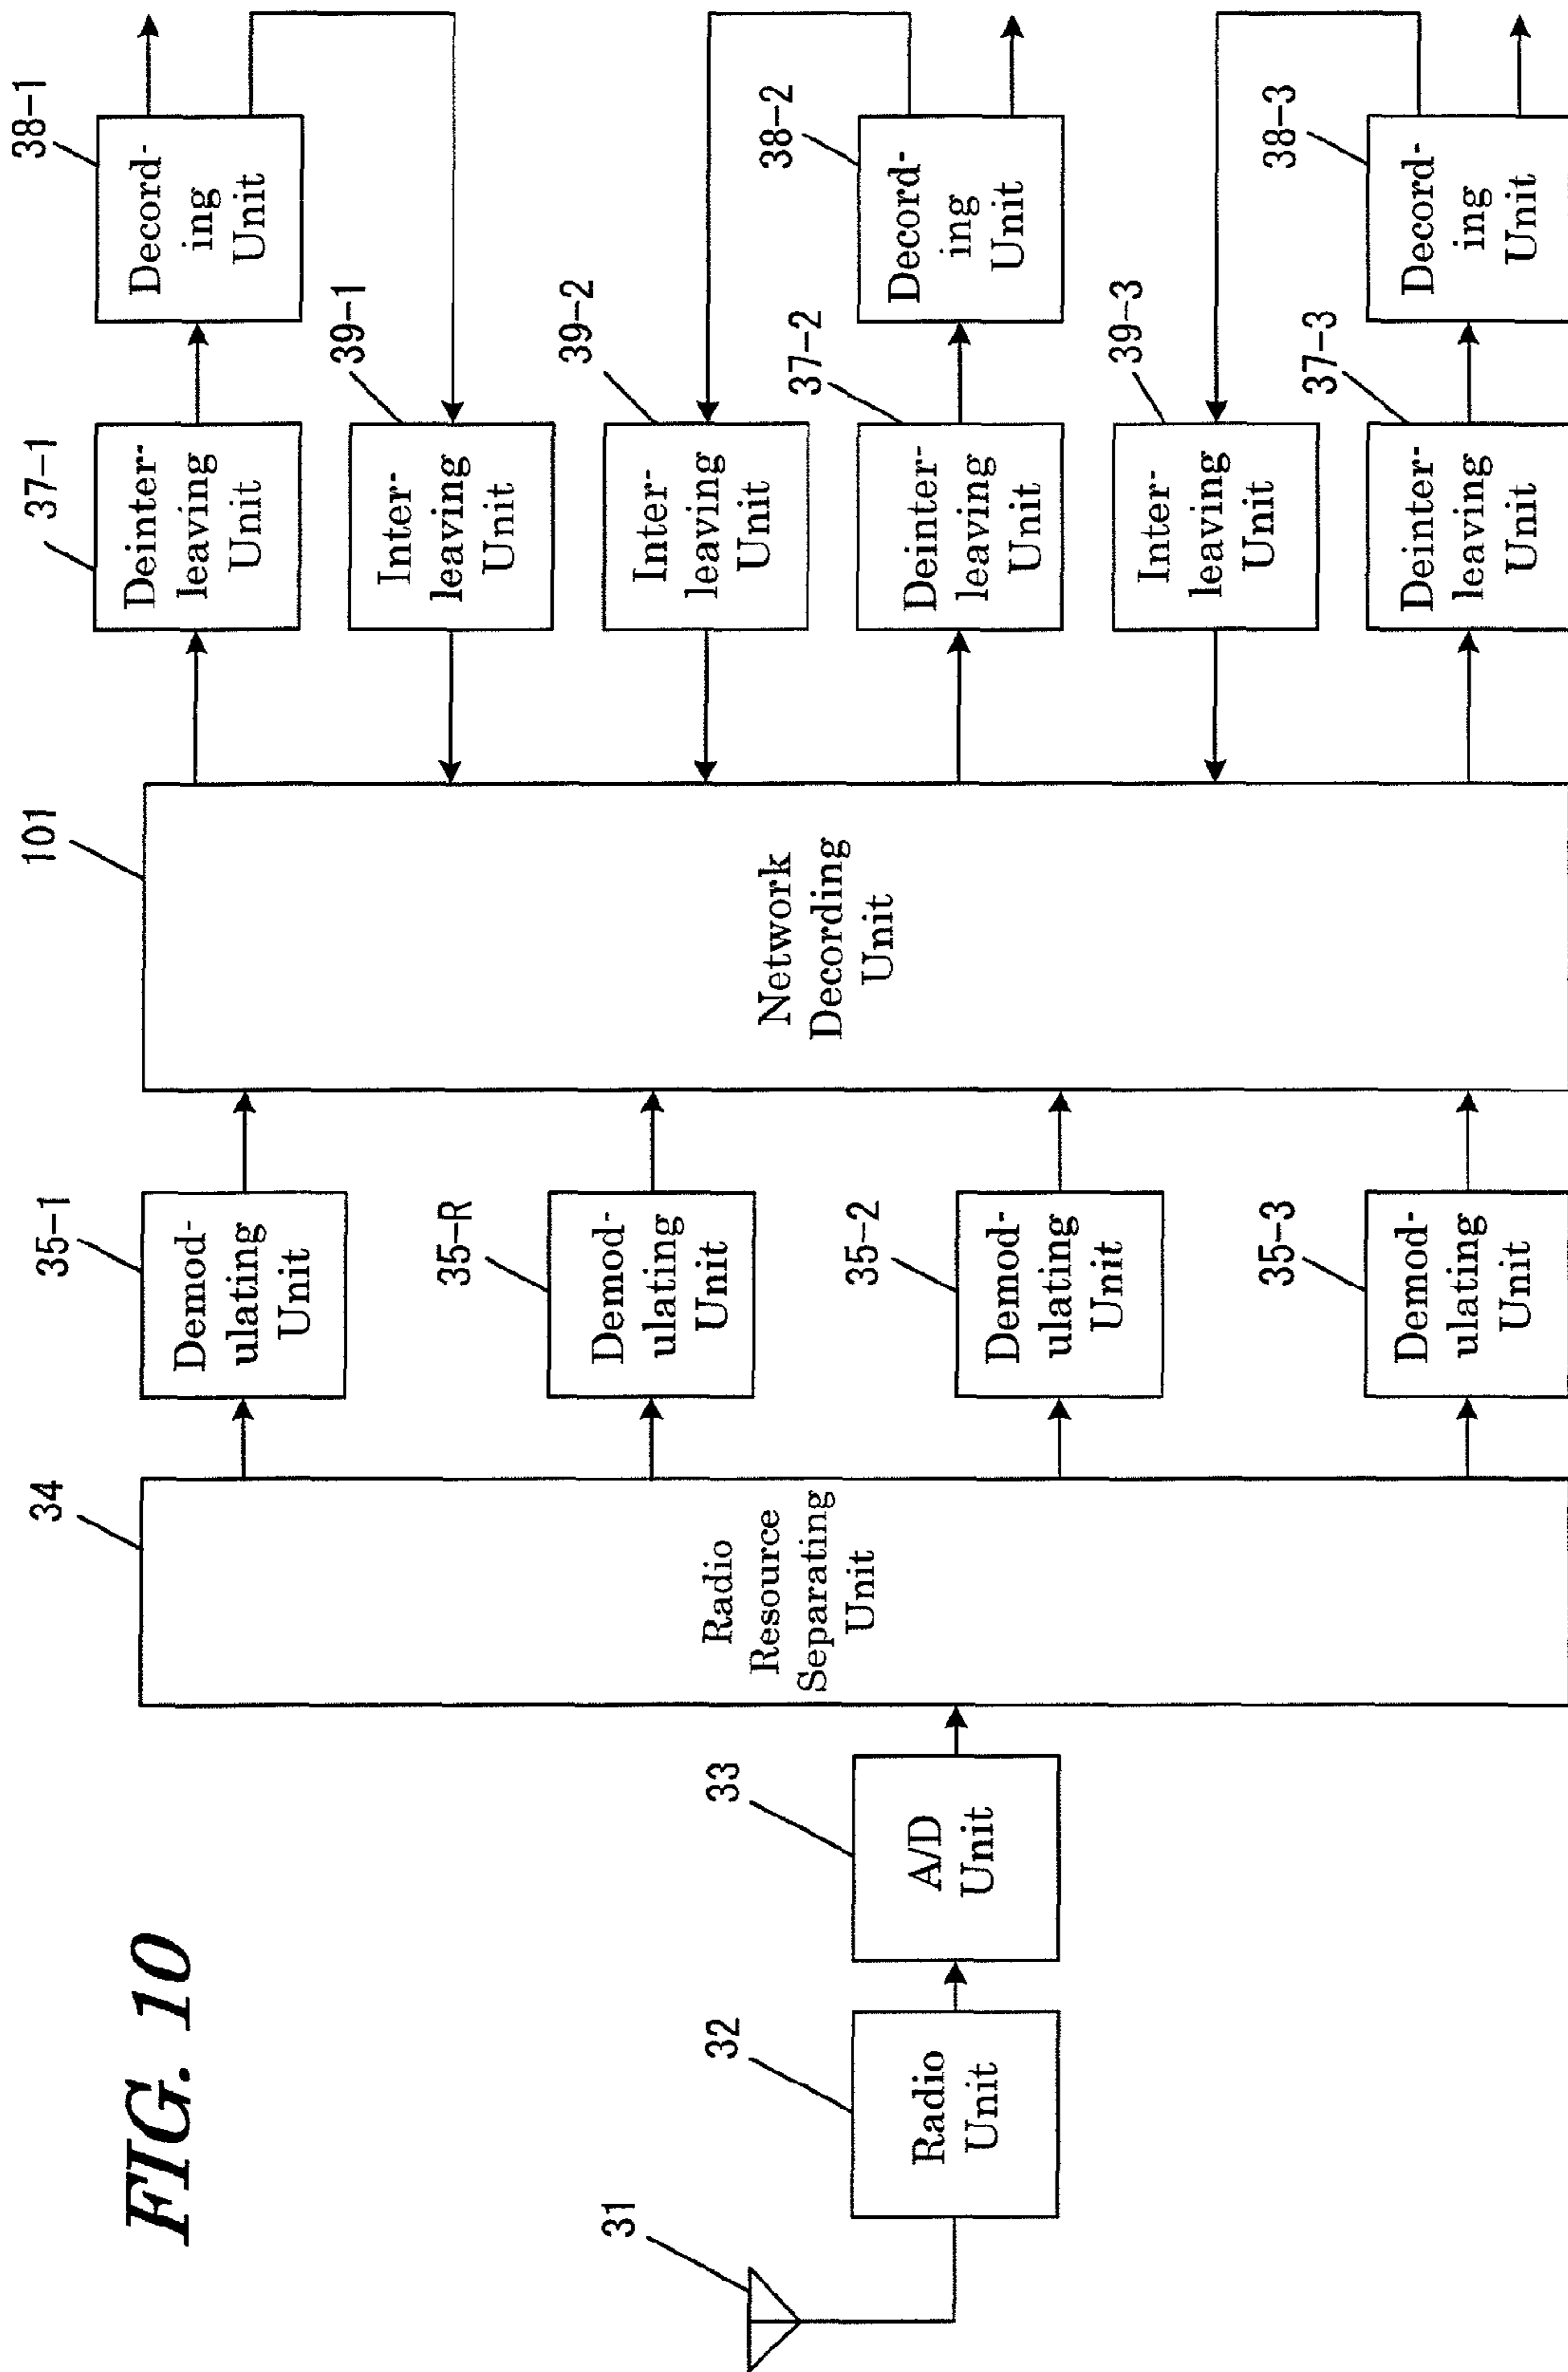 FIG. 10
31
32
Radio
Unit
33
A/D
Unit
34
Radio
Resource
Separating
Unit
35-1
Demod-
ulating
Unit
35-R
Demod-
ulating
Unit
35-2
Demod-
ulating
Unit
35-3
Demod-
ulating
Unit
101
Network
Decording
Unit
37-1
Deinter-
leaving
Unit
39-1
Inter-
leaving
Unit
39-2
Inter-
leaving
Unit
37-2
Deinter-
leaving
Unit
39-3
Inter-
leaving
Unit
37-3
Deinter-
leaving
Unit
38-1
Decord-
ing
Unit
38-2
Decord-
ing
Unit
38-3
Decord-
ing
Unit